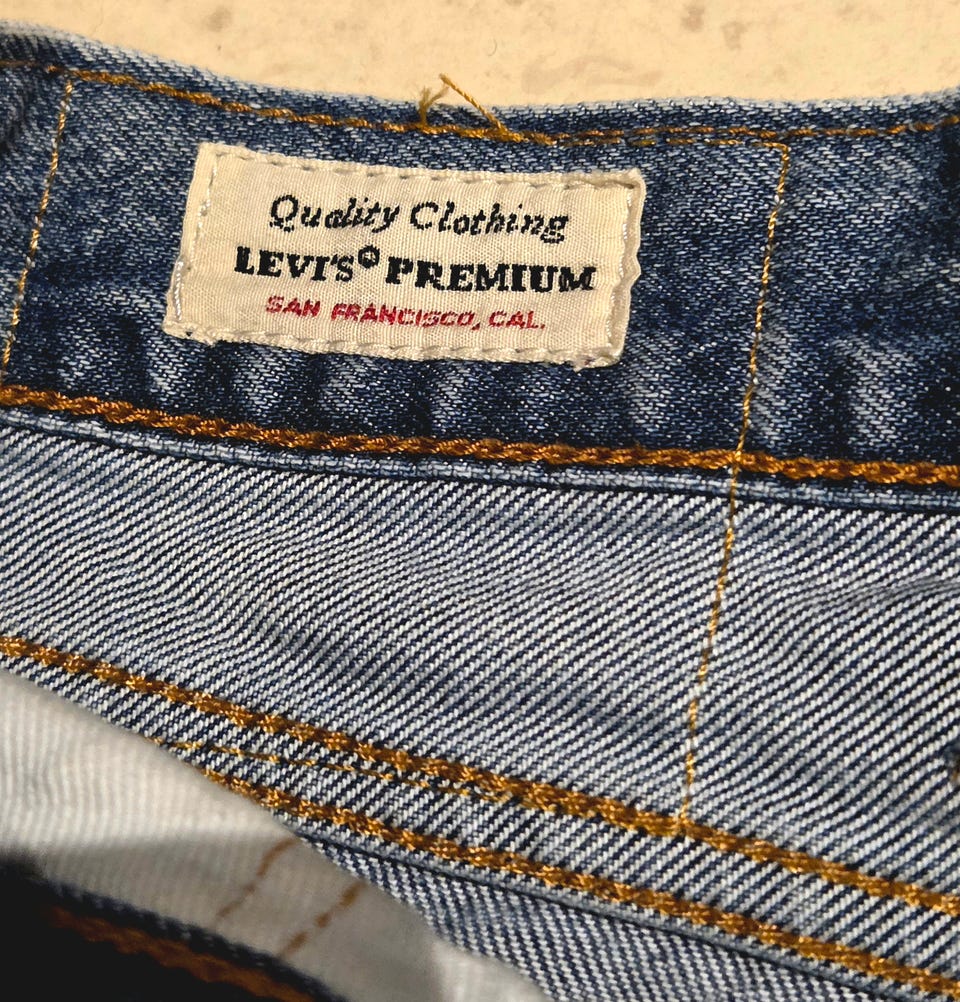 Quality Clothing
LEVI'S® PREMIUM
SAN FRANCISCO, CAL.